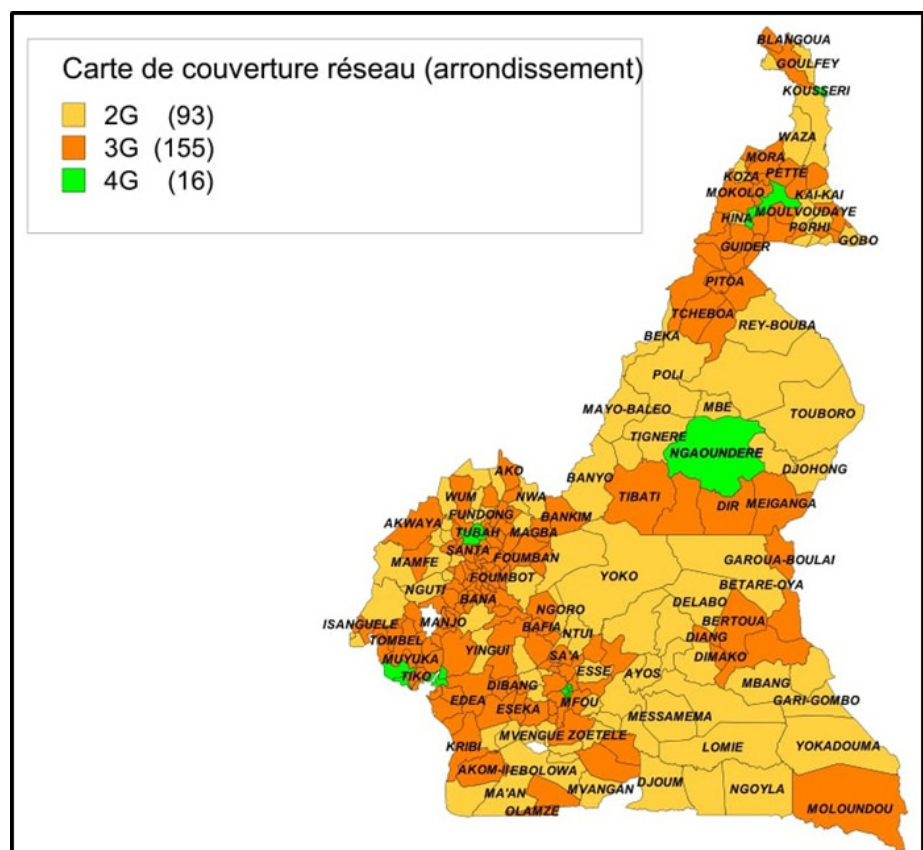 Carte de couverture réseau (arrondissement)
2G (93)
3G (155)
4G (16)
BLANGOUA
GOULFEY
KOUSSERI
WAZA
MORA
PETTE
KOZA
MOKOLO
KAI-KAI
MOULVOUDAYE
HINA
PORHI
GOBO
GUIDER
PITOA
TCHEBOA
REY-BOUBA
BEKA
POLI
MBE
MAYO-BALEO
TOUBORO
TIGNERE
NGAOUNDERE
DJOHONG
BANYO
TIBATI
DIR
MEIGANGA
AKO
WUM
NWA
FUNDONG
BANKIM
AKWAYA
TUBAH
MAGBA
SANTA
FOUMBAN
MAMFE
GAROUA-BOULAI
FOUMBOT
YOKO
NGUTI
BETARE-OYA
BANA
DELABO
NGORO
ISANGUELE
MANJO
BERTOUA
BAFIA
NTUI
TOMBEL
DIANG
YINGUI
SA'A
MUYUKA
DIMAKO
TIKO
ESSE
AYOS
MBANG
DIBANG
EDEA
ESEKA
MFOU
GARI-GOMBO
MESSAMEMA
MVENGUE
ZOETELE
KRIBI
LOMIE
YOKADOUMA
AKOM-II
EBOLOWA
MA'AN
MVANGAN
DJOUM
NGOYLA
OLAMZE
MOLOUNDOU